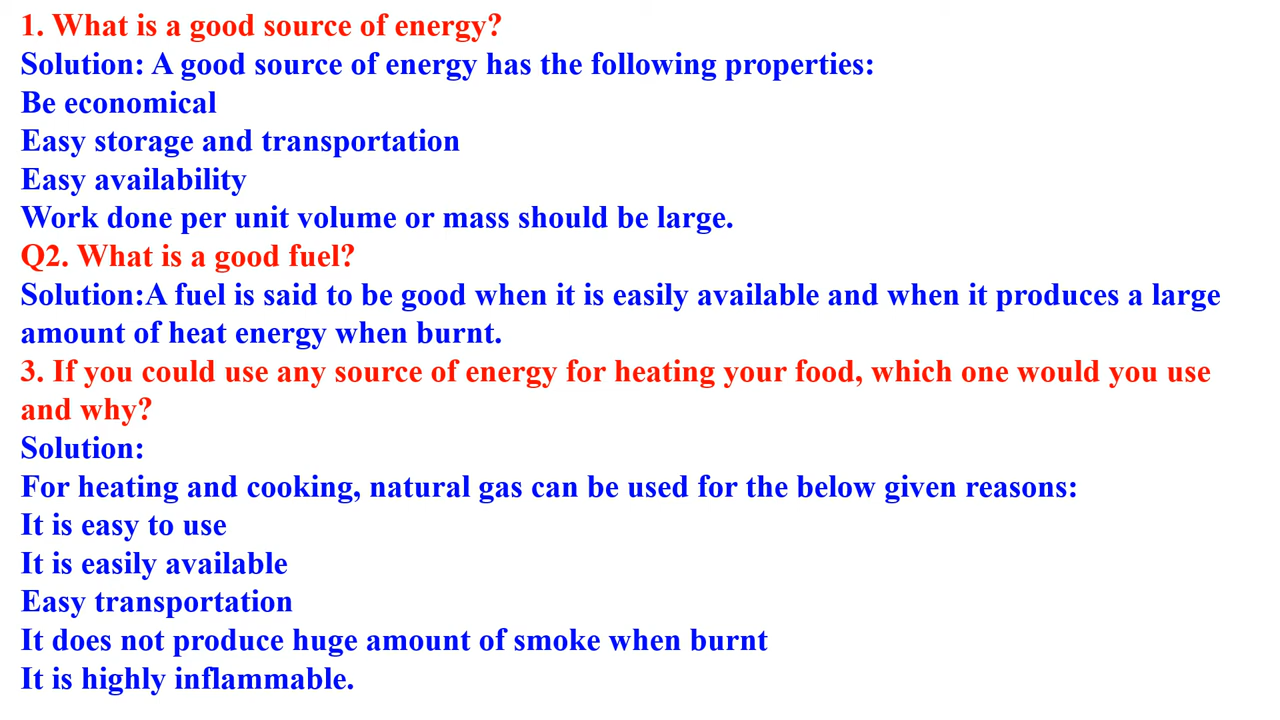 1. What is a good source of energy?
Solution: A good source of energy has the following properties:
Be economical
Easy storage and transportation
Easy availability
Work done per unit volume or mass should be large.
Q2. What is a good fuel?
Solution:A fuel is said to be good when it is easily available and when it produces a large
amount of heat energy when burnt.
3. If you could use any source of energy for heating your food, which one would you use
and why?
Solution:
For heating and cooking, natural gas can be used for the below given reasons:
It is easy to use
It is easily available
Easy transportation
It does not produce huge amount of smoke when burnt
It is highly inflammable.